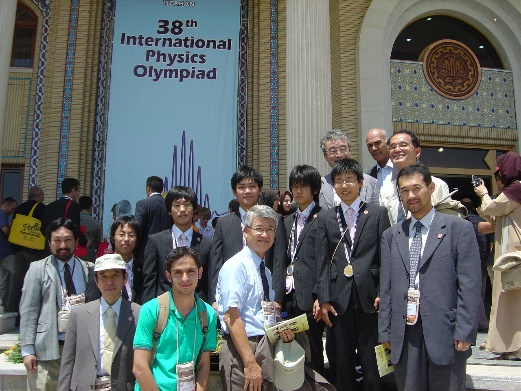 38th
International
Physics
Olympiad